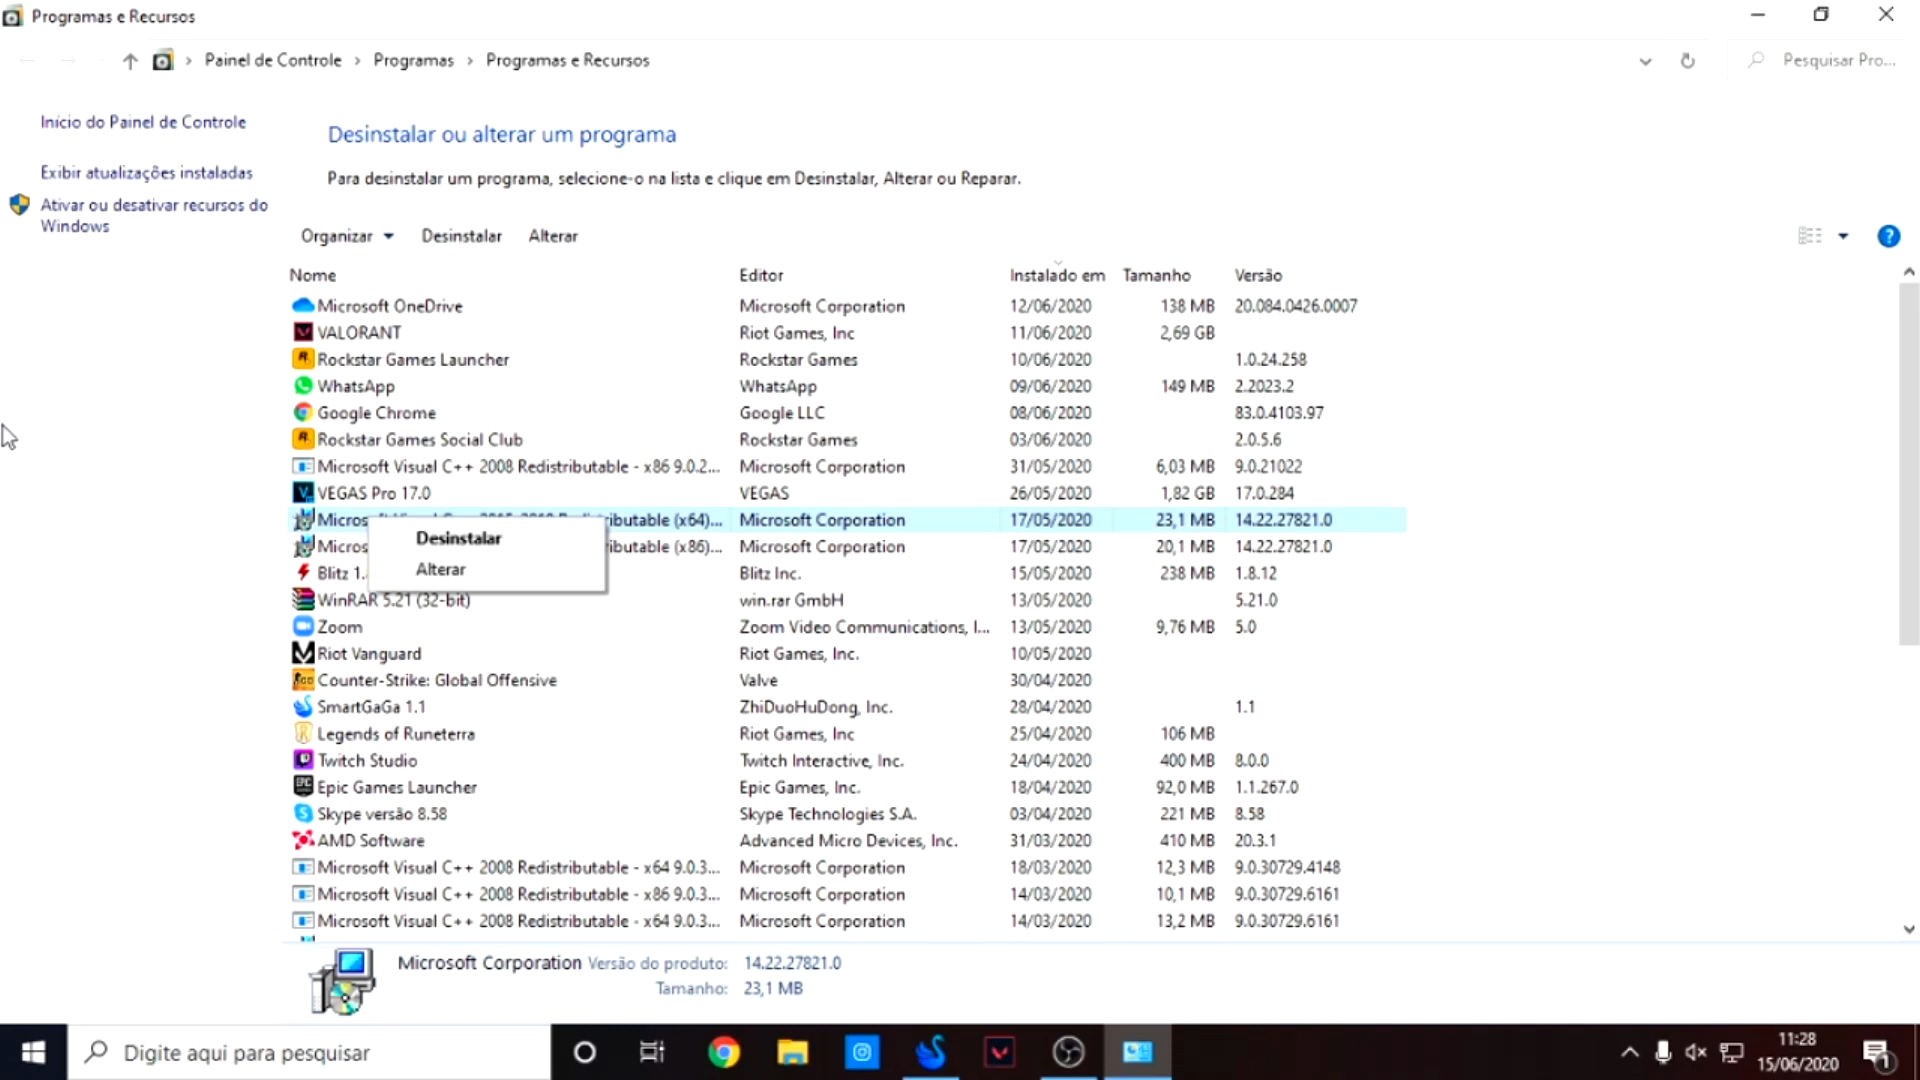 Programas e Recursos
Painel de Controle › Programas › Programas e Recursos
Pesquisar Pro...
Início do Painel de Controle
Exibir atualizações instaladas
Ativar ou desativar recursos do
Windows
Desinstalar ou alterar um programa
Para desinstalar um programa, selecione-o na lista e clique em Desinstalar, Alterar ou Reparar.
Organizar Desinstalar Alterar
Nome Editor Instalado em Tamanho Versão
Microsoft OneDrive Microsoft Corporation 12/06/2020 138 MB 20.084.0426.0007
VALORANT Riot Games, Inc 11/06/2020 2,69 GB
Rockstar Games Launcher Rockstar Games 10/06/2020 1.0.24.258
WhatsApp WhatsApp 09/06/2020 149 MB 2.2023.2
Google Chrome Google LLC 08/06/2020 83.0.4103.97
Rockstar Games Social Club Rockstar Games 03/06/2020 2.0.5.6
Microsoft Visual C++ 2008 Redistributable - x86 9.0.2... Microsoft Corporation 31/05/2020 6,03 MB 9.0.21022
VEGAS Pro 17.0 VEGAS 26/05/2020 1,82 GB 17.0.284
Micros ibutable (x64)... Microsoft Corporation 17/05/2020 23,1 MB 14.22.27821.0
Desinstalar
Micros ibutable (x86)... Microsoft Corporation 17/05/2020 20,1 MB 14.22.27821.0
Alterar
Blitz 1. Blitz Inc. 15/05/2020 238 MB 1.8.12
WinRAR 5.21 (32-bit) win.rar GmbH 13/05/2020 5.21.0
Zoom Zoom Video Communications, I... 13/05/2020 9,76 MB 5.0
Riot Vanguard Riot Games, Inc. 10/05/2020
Counter-Strike: Global Offensive Valve 30/04/2020
SmartGaGa 1.1 ZhiDuoHuDong, Inc. 28/04/2020 1.1
Legends of Runeterra Riot Games, Inc 25/04/2020 106 MB
Twitch Studio Twitch Interactive, Inc. 24/04/2020 400 MB 8.0.0
Epic Games Launcher Epic Games, Inc. 18/04/2020 92,0 MB 1.1.267.0
Skype versão 8.58 Skype Technologies S.A. 03/04/2020 221 MB 8.58
AMD Software Advanced Micro Devices, Inc. 31/03/2020 410 MB 20.3.1
Microsoft Visual C++ 2008 Redistributable - x64 9.0.3... Microsoft Corporation 18/03/2020 12,3 MB 9.0.30729.4148
Microsoft Visual C++ 2008 Redistributable - x86 9.0.3... Microsoft Corporation 14/03/2020 10,1 MB 9.0.30729.6161
Microsoft Visual C++ 2008 Redistributable - x64 9.0.3... Microsoft Corporation 14/03/2020 13,2 MB 9.0.30729.6161
Microsoft Corporation Versão do produto: 14.22.27821.0
Tamanho: 23,1 MB
Digite aqui para pesquisar
11:28
15/06/2020
1